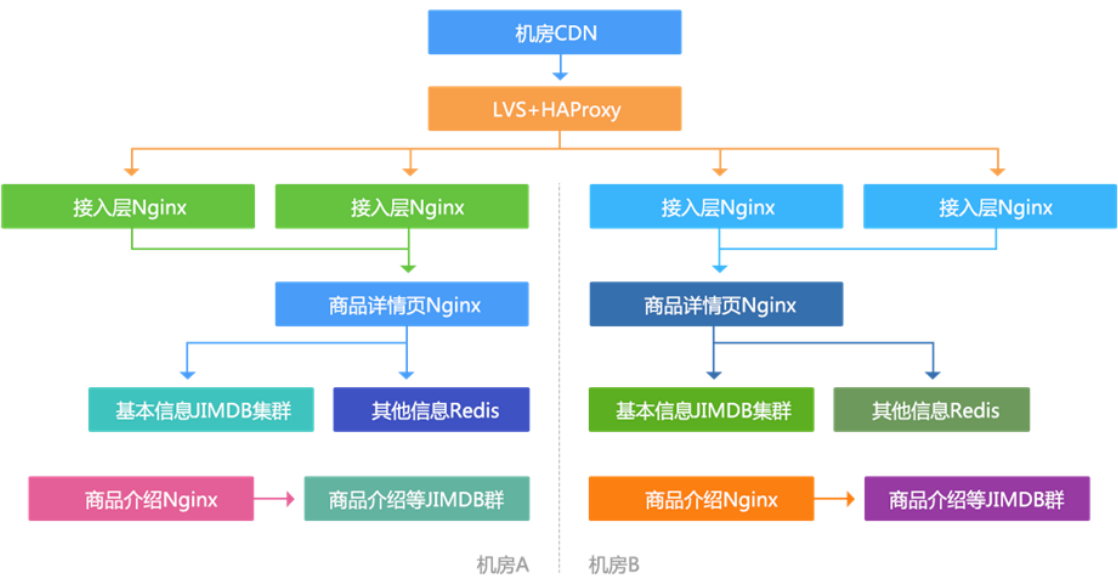 机房CDN
LVS+HAProxy
接入层Nginx
接入层Nginx
接入层Nginx
接入层Nginx
商品详情页Nginx
商品详情页Nginx
基本信息JIMDB集群
其他信息Redis
基本信息JIMDB集群
其他信息Redis
商品介绍Nginx
商品介绍等JIMDB群
商品介绍Nginx
商品介绍等JIMDB群
机房A
机房B